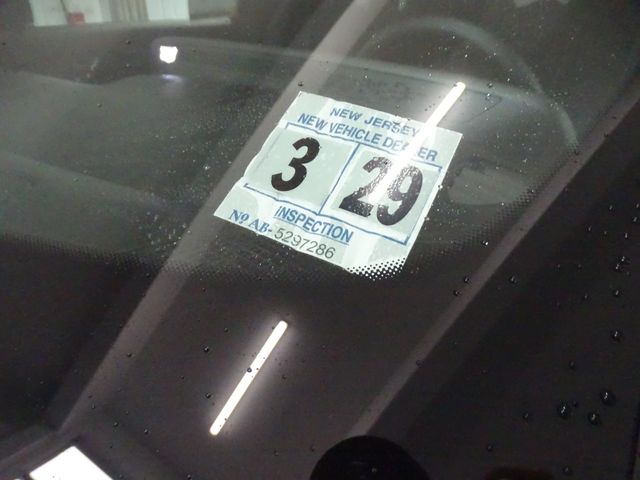 NEW JERSEY
NEW VEHICLE DEALER
3 29
INSPECTION
Nº AB- 5297286